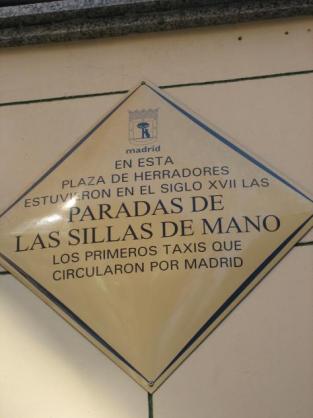 madrid
EN ESTA
PLAZA DE HERRADORES
ESTUVIERON EN EL SIGLO XVII LAS
PARADAS DE
LAS SILLAS DE MANO
LOS PRIMEROS TAXIS QUE
CIRCULARON POR MADRID